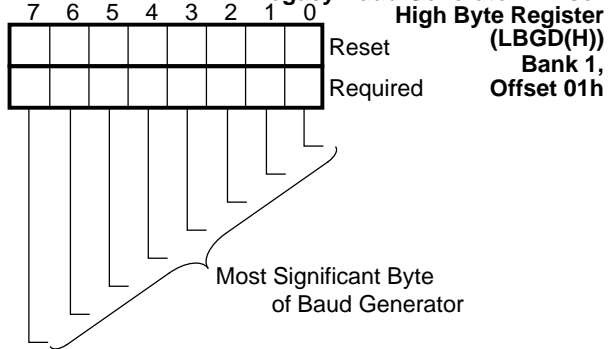 7 6 5 4 3 2 1 0
High Byte Register
Reset
(LBGD(H))
Bank 1,
Required
Offset 01h
Most Significant Byte
of Baud Generator